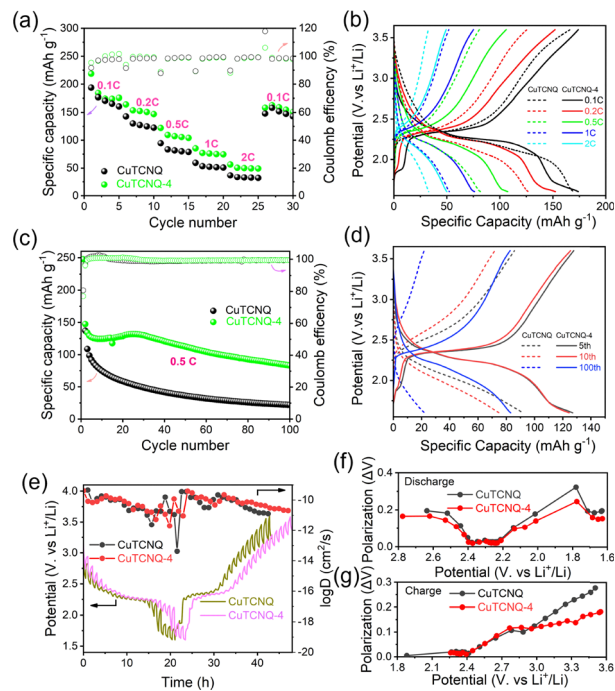 (a)
Specific capacity (mAh g⁻¹)
300
250
200
150
100
50
0
0.1C
0.2C
0.5C
1C
2C
0.1C
CuTCNQ
CuTCNQ-4
0 5 10 15 20 25 30
Cycle number
120
100
80
60
40
20
0
Coulomb efficency (%)
(b)
Potential (V. vs Li⁺/Li)
3.5
3.0
2.5
2.0
CuTCNQ CuTCNQ-4
0.1C
0.2C
0.5C
1C
2C
0 50 100 150 200
Specific Capacity (mAh g⁻¹)
(c)
Specific capacity (mAh g⁻¹)
250
200
150
100
50
0
CuTCNQ
CuTCNQ-4
0.5 C
0 20 40 60 80 100
Cycle number
100
80
60
40
20
0
Coulomb efficency (%)
(d)
Potential (V.vs Li⁺/Li)
3.5
3.0
2.5
2.0
CuTCNQ CuTCNQ-4
5th
10th
100th
0 20 40 60 80 100 120 140
Specific Capacity (mAh g⁻¹)
(e)
Potential (V. vs Li⁺/Li)
4.0
3.5
3.0
2.5
2.0
1.5
CuTCNQ
CuTCNQ-4
CuTCNQ
CuTCNQ-4
0 10 20 30 40
Time (h)
-10
-12
-14
-16
-18
-20
logD (cm²/s)
(f)
Polarization (ΔV)
0.4
0.2
0.0
Discharge
CuTCNQ
CuTCNQ-4
2.8 2.6 2.4 2.2 2.0 1.8 1.6
Potential (V. vs Li⁺/Li)
(g)
Polarization (ΔV)
0.3
0.2
0.1
0.0
Charge
CuTCNQ
CuTCNQ-4
1.8 2.1 2.4 2.7 3.0 3.3 3.6
Potential (V. vs Li⁺/Li)